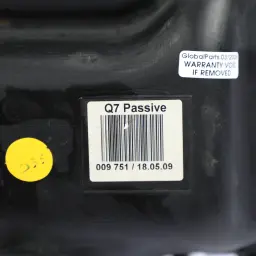 GlobalParts
WARRANTY VOID
IF REMOVED
Q7 Passive
009 751 / 18.05.09